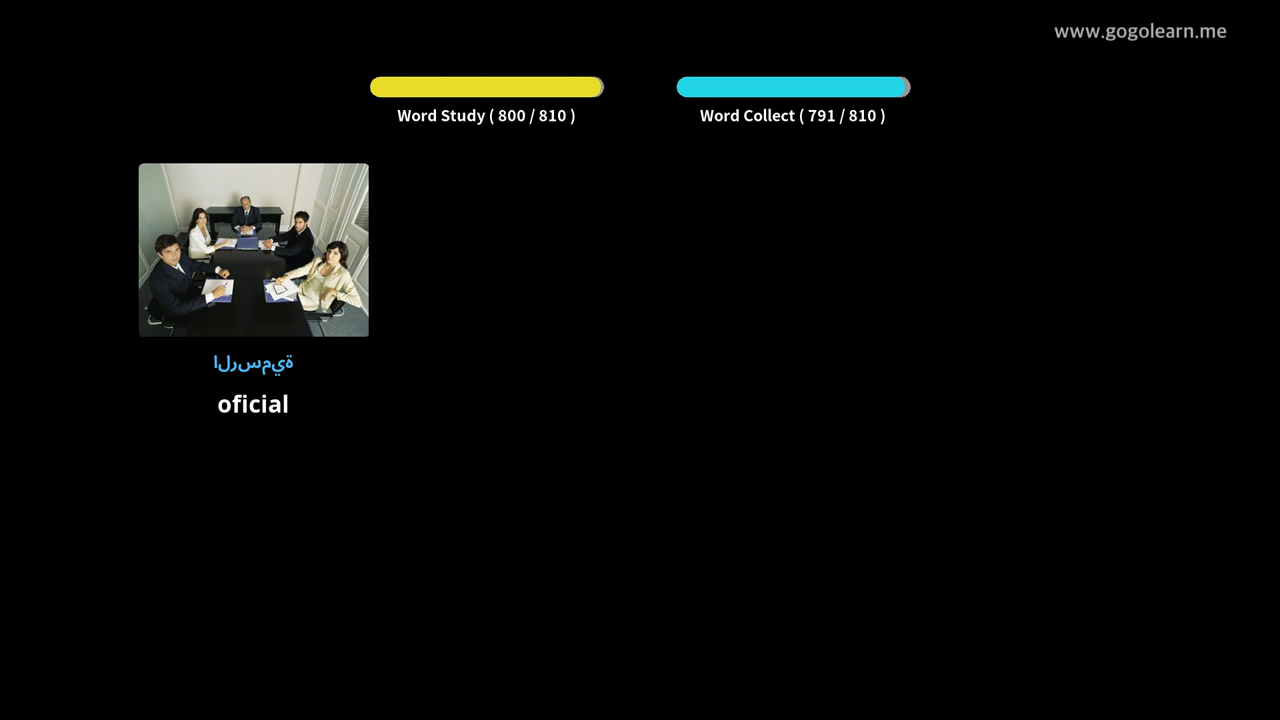 www.gogolearn.me
Word Study ( 800 / 810 )
Word Collect ( 791 / 810 )
الرسمية
oficial